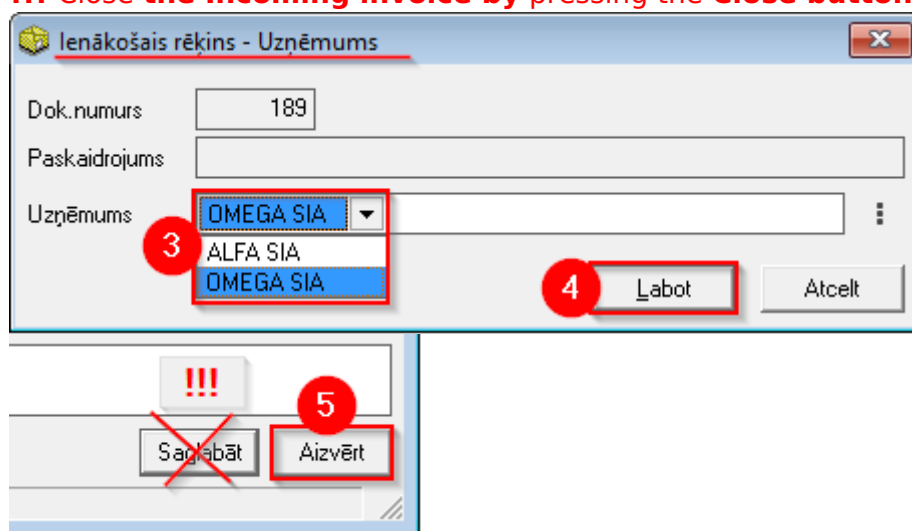 !!! Close the incoming invoice by pressing the Close button
Ienākošais rēķins - Uzņēmums
Dok.numurs 189
Paskaidrojums
Uzņēmums OMEGA SIA
3 ALFA SIA
OMEGA SIA
4 Labot Atcelt
!!!
5
Saglabāt Aizvērt